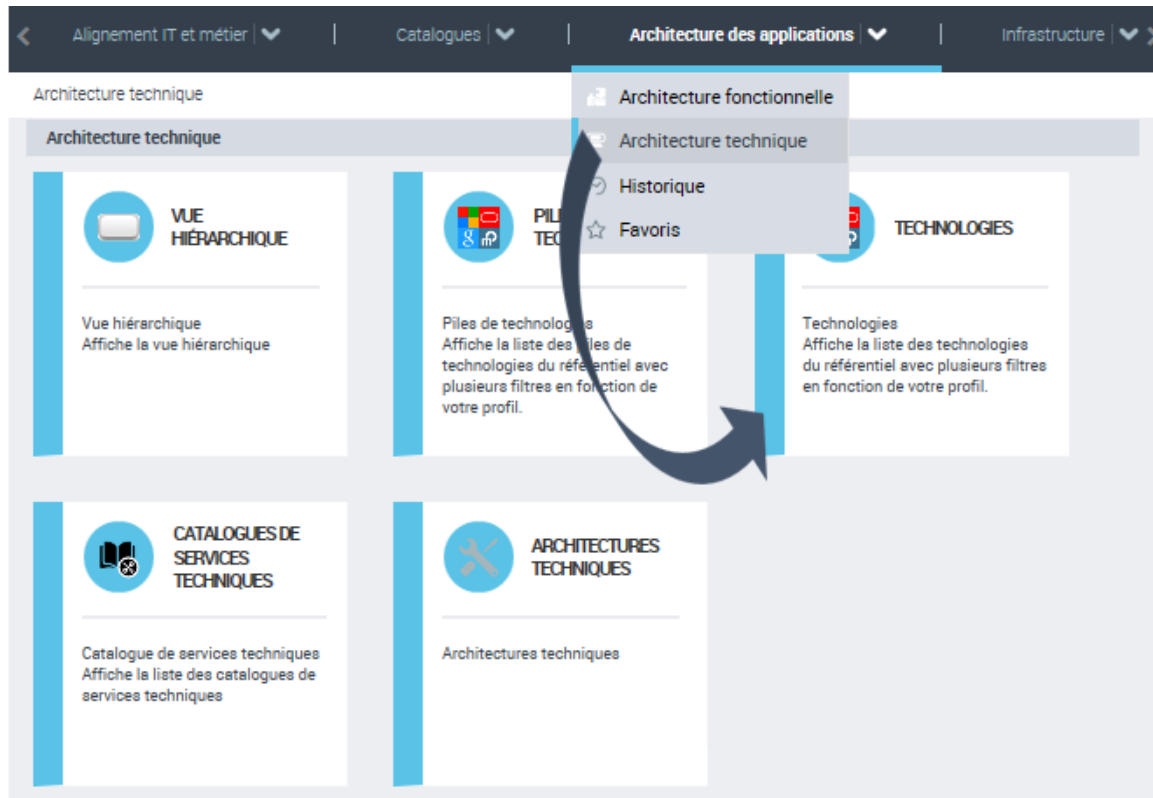 Alignement IT et métier
Catalogues
Architecture des applications
Infrastructure
Architecture technique
Architecture fonctionnelle
Architecture technique
Architecture technique
Historique
Favoris
VUE
HIÉRARCHIQUE
Vue hiérarchique
Affiche la vue hiérarchique
Piles de technologies
Affiche la liste des piles de
technologies du référentiel avec
plusieurs filtres en fonction de
votre profil.
TECHNOLOGIES
Technologies
Affiche la liste des technologies
du référentiel avec plusieurs filtres
en fonction de votre profil.
CATALOGUES DE
SERVICES
TECHNIQUES
Catalogue de services techniques
Affiche la liste des catalogues de
services techniques
ARCHITECTURES
TECHNIQUES
Architectures techniques